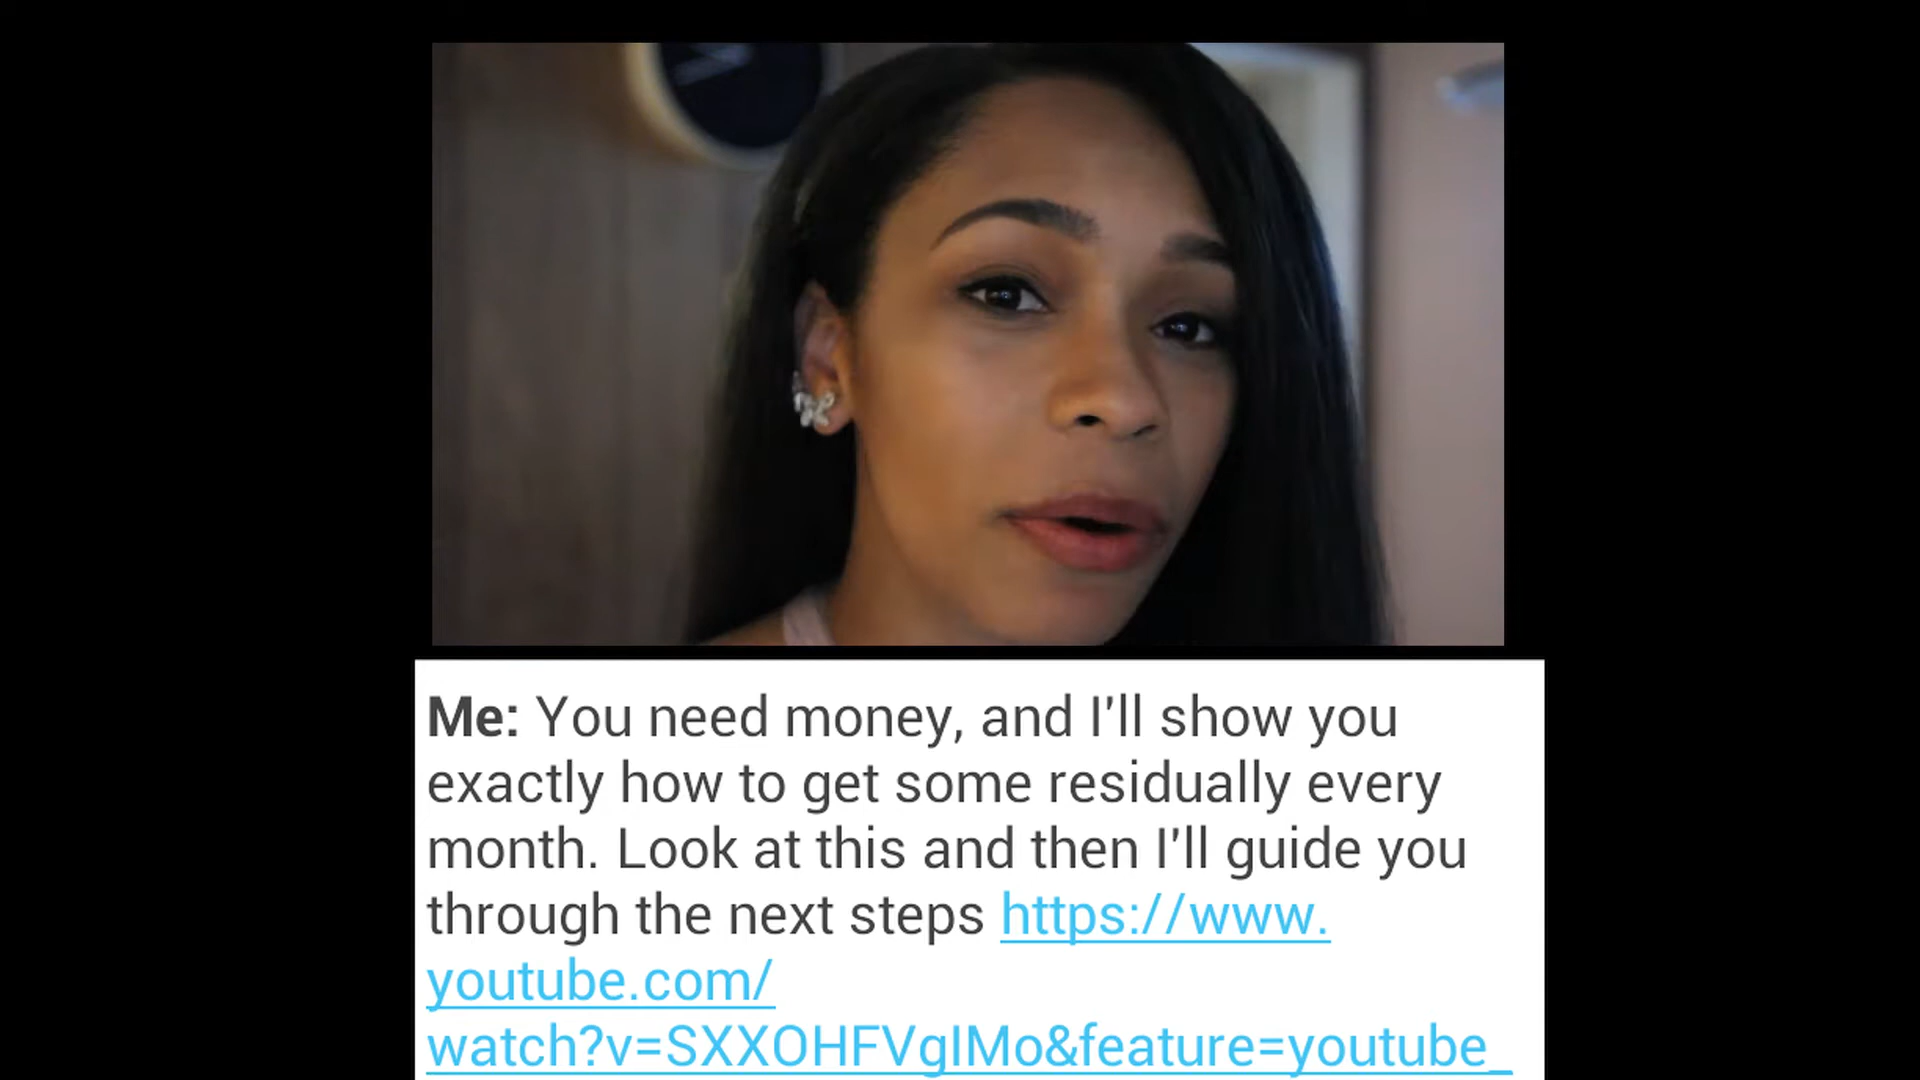 Me: You need money, and I'll show you
exactly how to get some residually every
month. Look at this and then I'll guide you
through the next steps https://www.
youtube.com/
watch?v=SXXOHFVgIMo&feature=youtube_